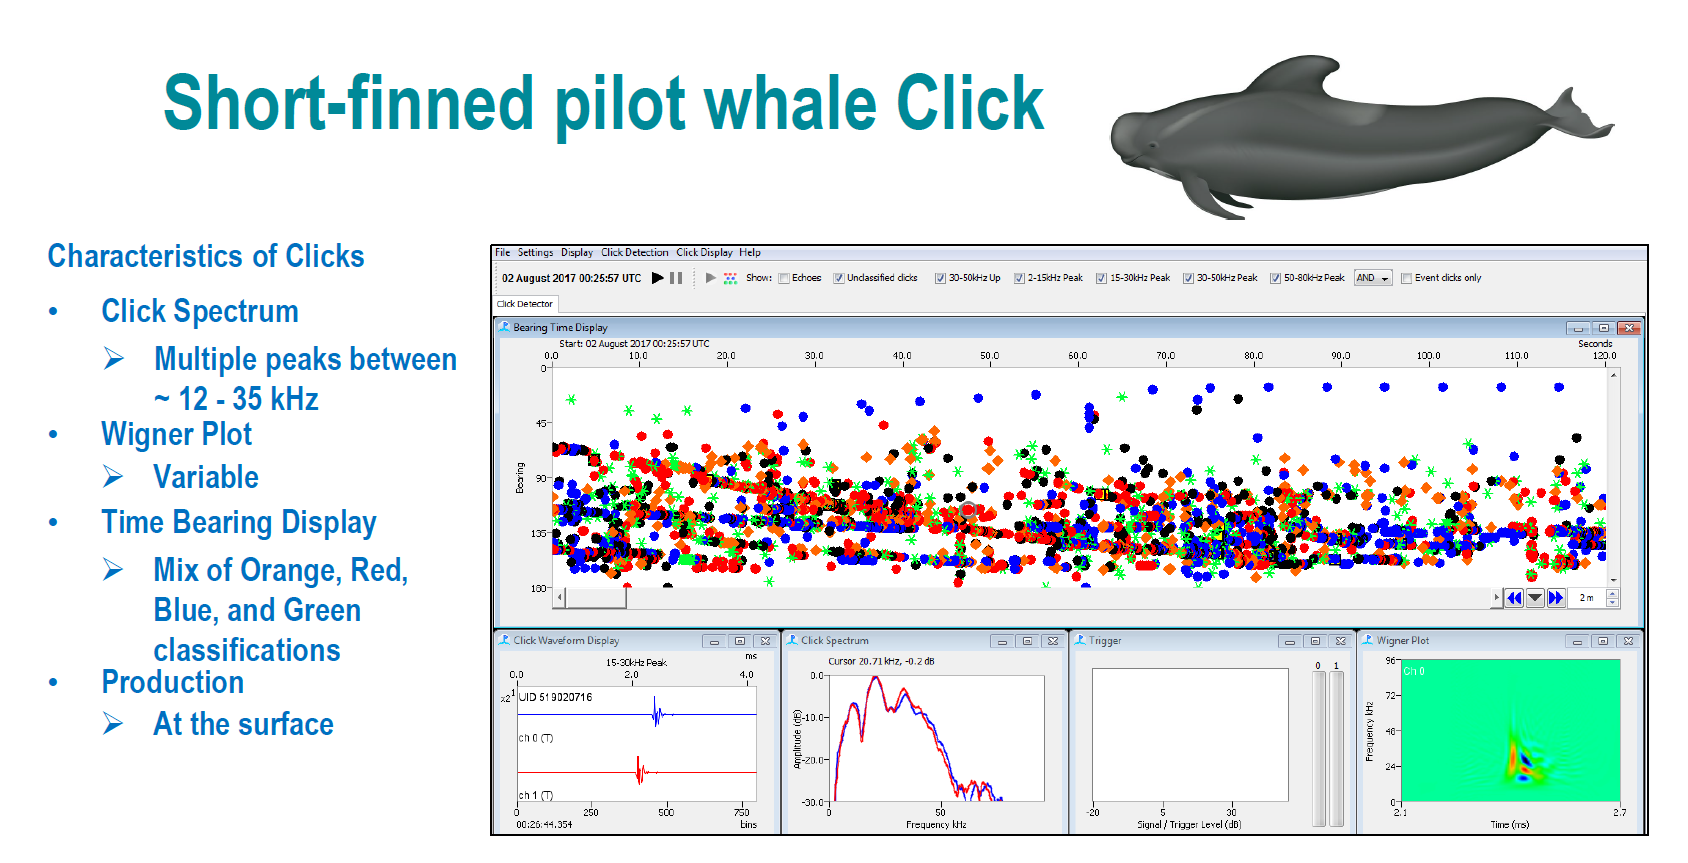 Short-finned pilot whale Click
Characteristics of Clicks
• Click Spectrum
➢ Multiple peaks between
~ 12 - 35 kHz
• Wigner Plot
➢ Variable
• Time Bearing Display
➢ Mix of Orange, Red,
Blue, and Green
classifications
• Production
➢ At the surface
File Settings Display Click Detection Click Display Help
02 August 2017 00:25:57 UTC Show: Echoes Unclassified clicks 30-50kHz Up 2-15kHz Peak 15-30kHz Peak 30-50kHz Peak 50-80kHz Peak AND Event clicks only
Click Detector
Bearing Time Display
Start: 02 August 2017 00:25:57 UTC Seconds
0.0 10.0 20.0 30.0 40.0 50.0 60.0 70.0 80.0 90.0 100.0 110.0 120.0
0
45
Bearing
90
135
180
2 m
Click Waveform Display
15-30kHz Peak ms
0.0 2.0 4.0
x2^1 UID 519020716
ch 0 (T)
ch 1 (T)
0 250 500 750
00:26:44.354 bins
Click Spectrum
Cursor 20.71 kHz, -0.2 dB
0.0
-10.0
Amplitude (dB)
-20.0
-30.0
0 50
Frequency kHz
Trigger
0 1
-20 5 30
Signal / Trigger Level (dB)
Wigner Plot
96
Ch 0
72
Frequency kHz
48
24
0
2.1 2.7
Time (ms)